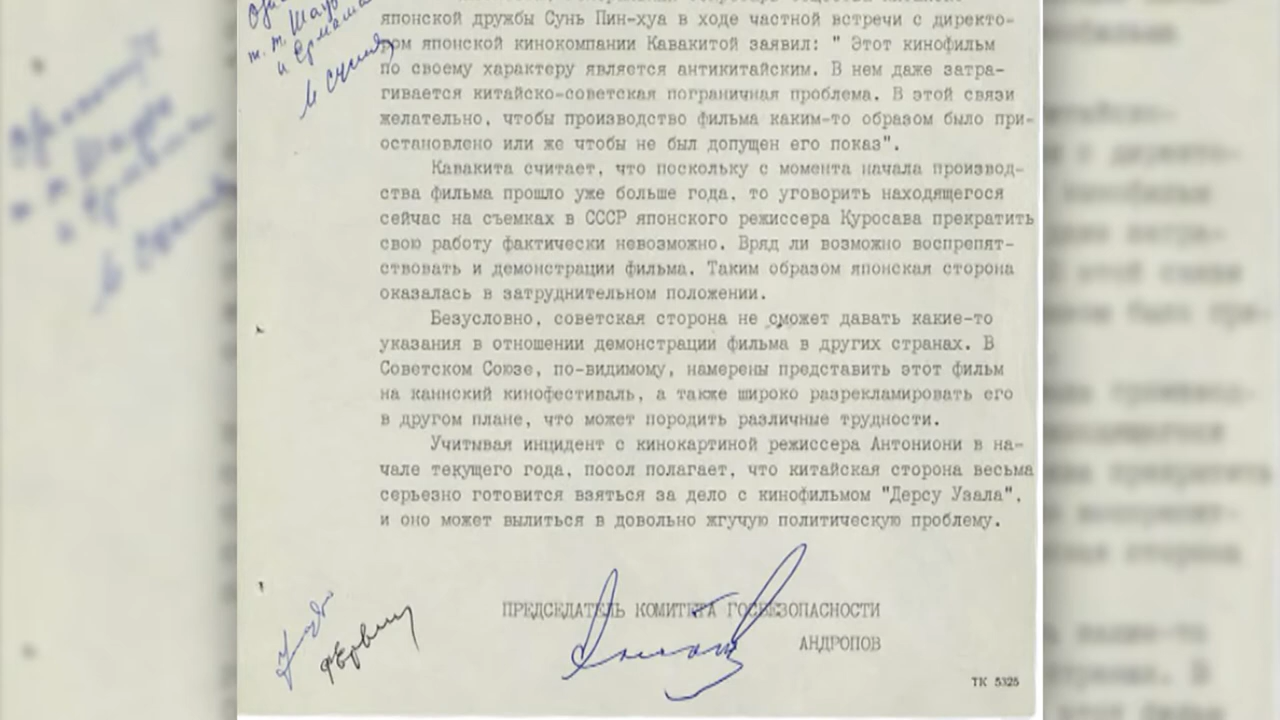 японской дружбы Сунь Пин-хуа в ходе частной встречи с директо-
ром японской кинокомпании Кавакитой заявил: " Этот кинофильм
по своему характеру является антикитайским. В нем даже затра-
гивается китайско-советская пограничная проблема. В этой связи
желательно, чтобы производство фильма каким-то образом было при-
остановлено или же чтобы не был допущен его показ".
Кавакита считает, что поскольку с момента начала производ-
ства фильма прошло уже больше года, то уговорить находящегося
сейчас на съемках в СССР японского режиссера Куросава прекратить
свою работу фактически невозможно. Вряд ли возможно воспрепят-
ствовать и демонстрации фильма. Таким образом японская сторона
оказалась в затруднительном положении.
Безусловно, советская сторона не сможет давать какие-то
указания в отношении демонстрации фильма в других странах. В
Советском Союзе, по-видимому, намерены представить этот фильм
на каннский кинофестиваль, а также широко разрекламировать его
в другом плане, что может породить различные трудности.
Учитывая инцидент с кинокартиной режиссера Антониони в на-
чале текущего года, посол полагает, что китайская сторона весьма
серьезно готовится взяться за дело с кинофильмом "Дерсу Узала",
и оно может вылиться в довольно жгучую политическую проблему.
ПРЕДСЕДАТЕЛЬ КОМИТЕТА ГОСБЕЗОПАСНОСТИ
АНДРОПОВ
ТК 5325